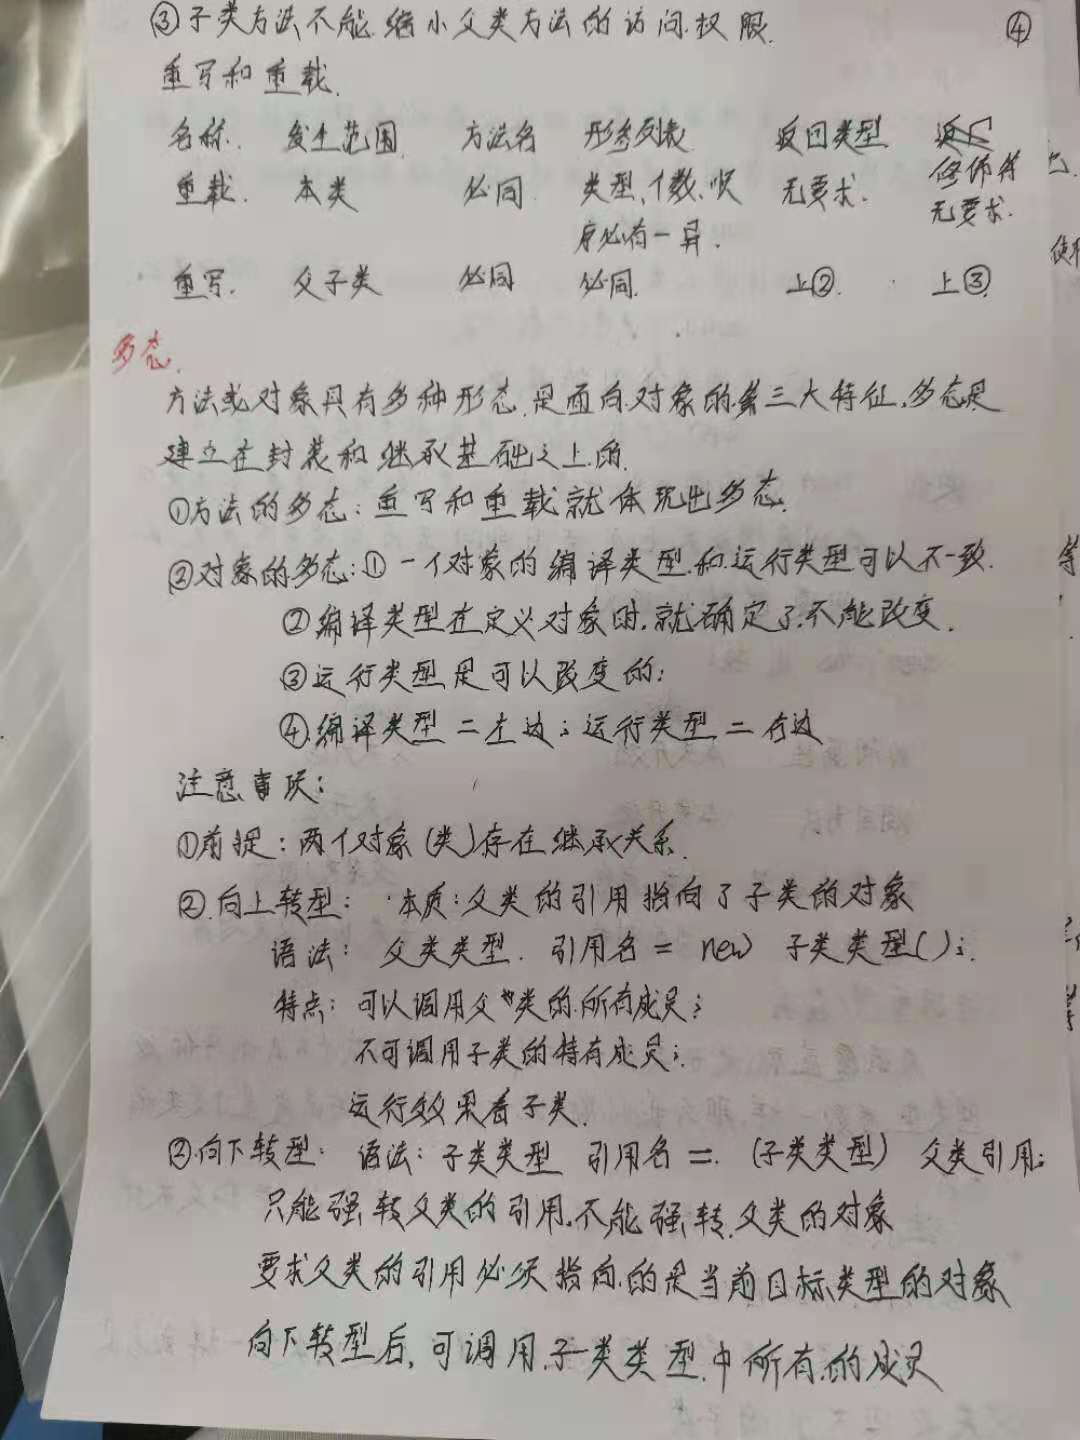 ③子类方法不能缩小父类方法的访问权限. ④
重写和重载.
名称. 发生范围 方法名 形参列表 返回类型 修饰符
重载. 本类 必同. 类型、个数、顺 无要求. 无要求.
序必有一异.
重写. 父子类 必同 必同. 上②. 上③
多态.
方法或对象具有多种形态,是面向对象的第三大特征.多态是
建立在封装和继承基础之上的.
①方法的多态:重写和重载就体现出多态.
②对象的多态:①一个对象的编译类型和运行类型可以不一致.
②编译类型在定义对象时,就确定了.不能改变.
③运行类型是可以改变的;
④编译类型=左边;运行类型=右边
注意事项:
①前提:两个对象(类)存在继承关系.
②向上转型: 本质:父类的引用指向了子类的对象
语法: 父类类型. 引用名 = new 子类类型();
特点: 可以调用父类的所有成员;
不可调用子类的特有成员;
运行效果看子类.
③向下转型: 语法: 子类类型 引用名 = (子类类型) 父类引用;
只能强转父类的引用.不能强转父类的对象
要求父类的引用必须指向的是当前目标类型的对象
向下转型后,可调用子类类型中所有的成员